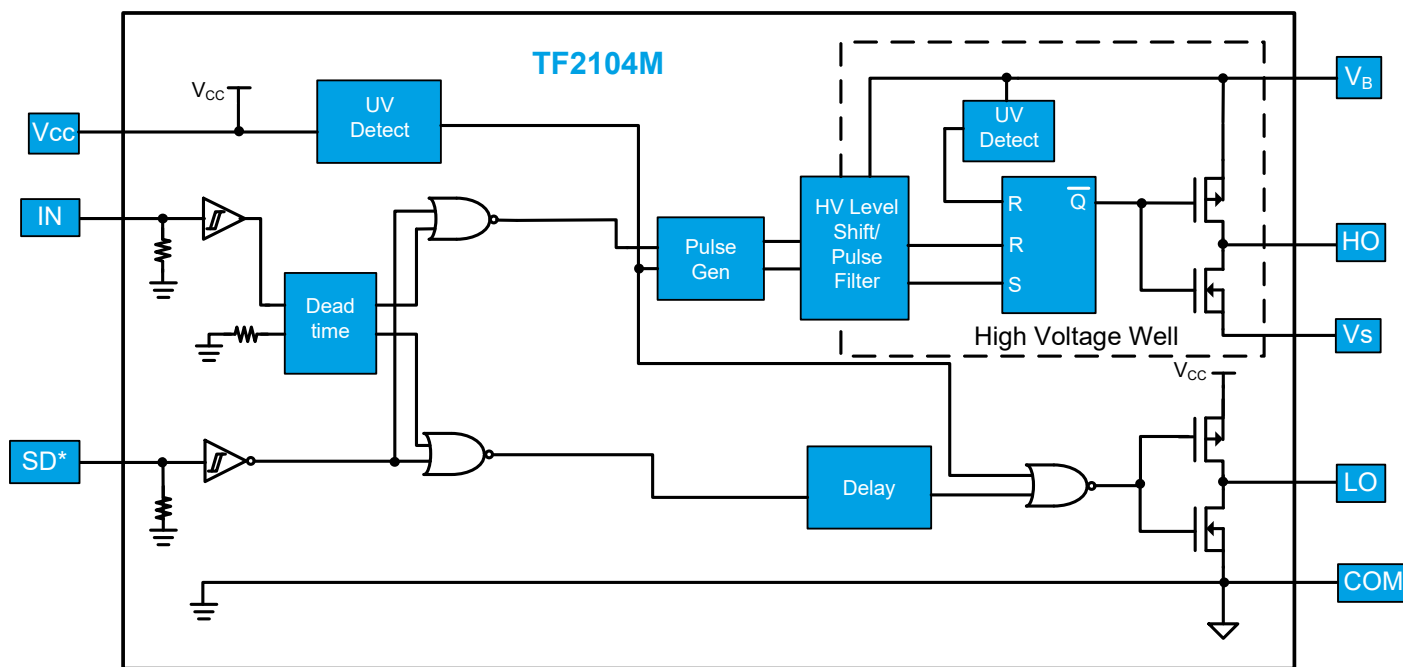 TF2104M
VCC
Vcc
UV
Detect
VB
UV
Detect
IN
HV Level
Shift/
Pulse
Filter
R
Q
R
S
HO
Pulse
Gen
Dead
time
High Voltage Well
Vs
VCC
SD*
Delay
LO
COM